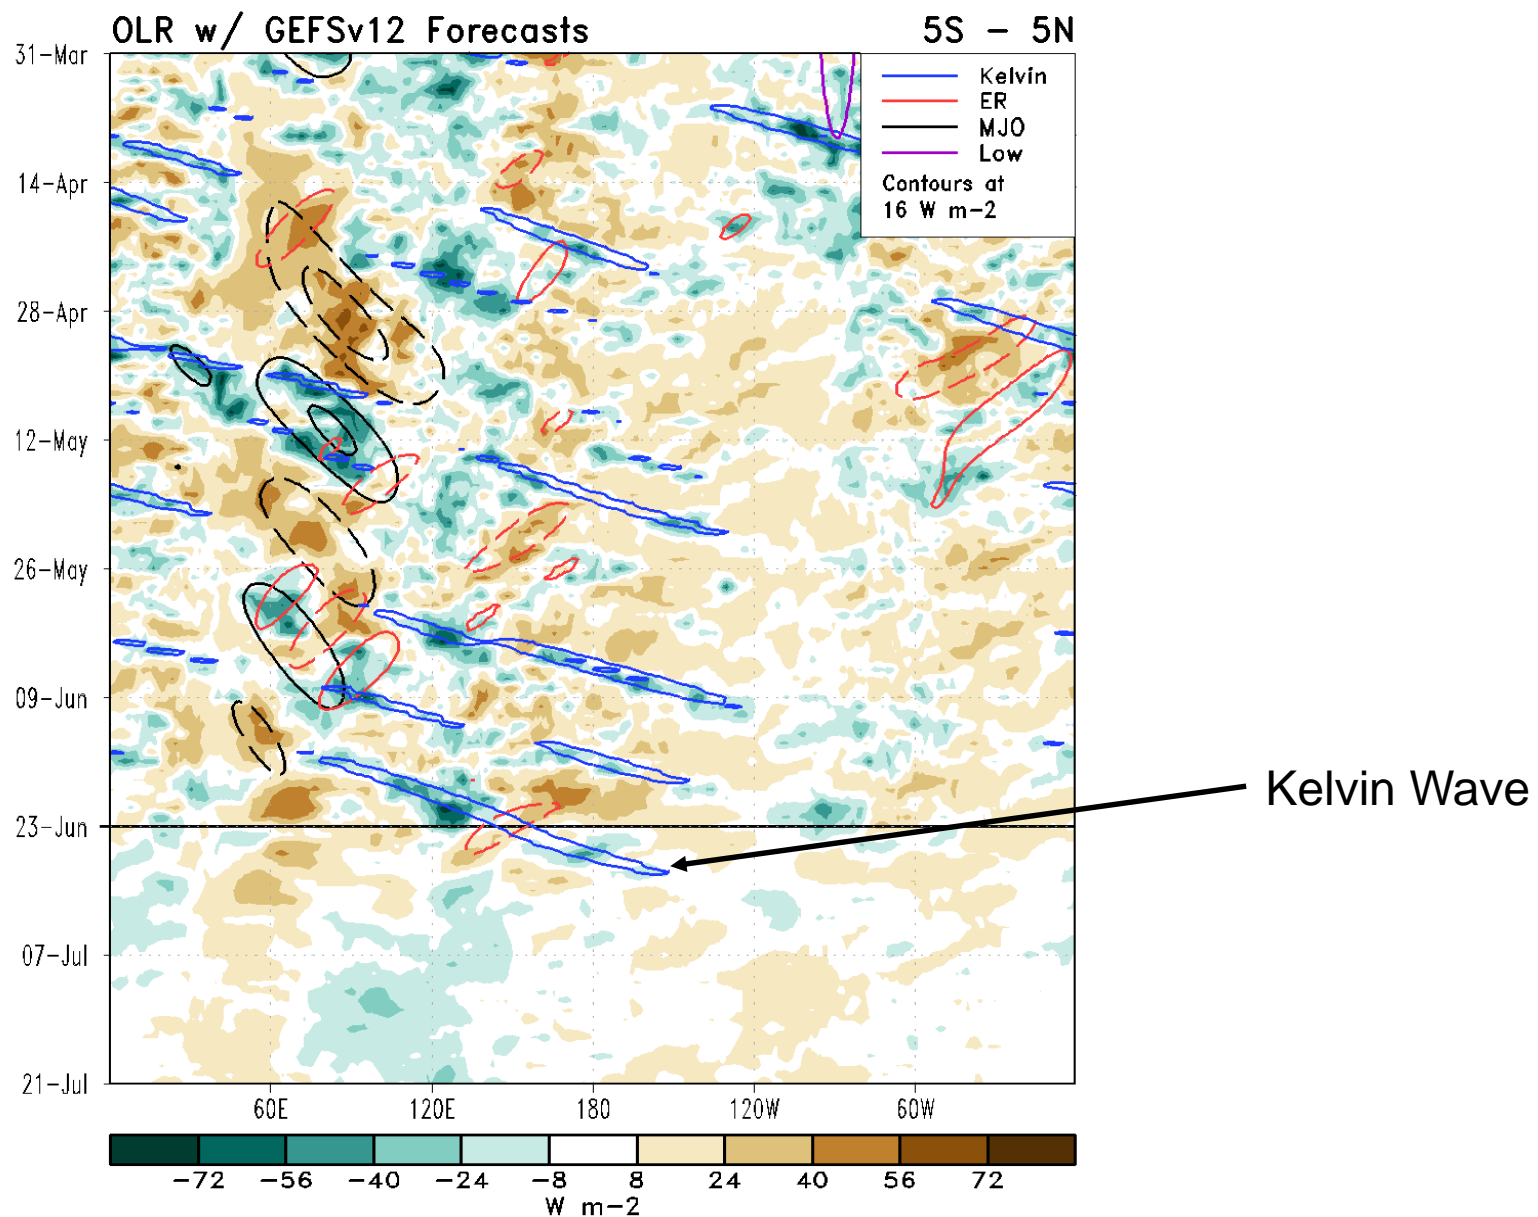 OLR w/ GEFSv12 Forecasts 5S - 5N
31-Mar
Kelvin
ER
MJO
Low
Contours at
16 W m-2
14-Apr
28-Apr
12-May
26-May
09-Jun
Kelvin Wave
23-Jun
07-Jul
21-Jul
60E 120E 180 120W 60W
-72 -56 -40 -24 -8 8 24 40 56 72
W m-2